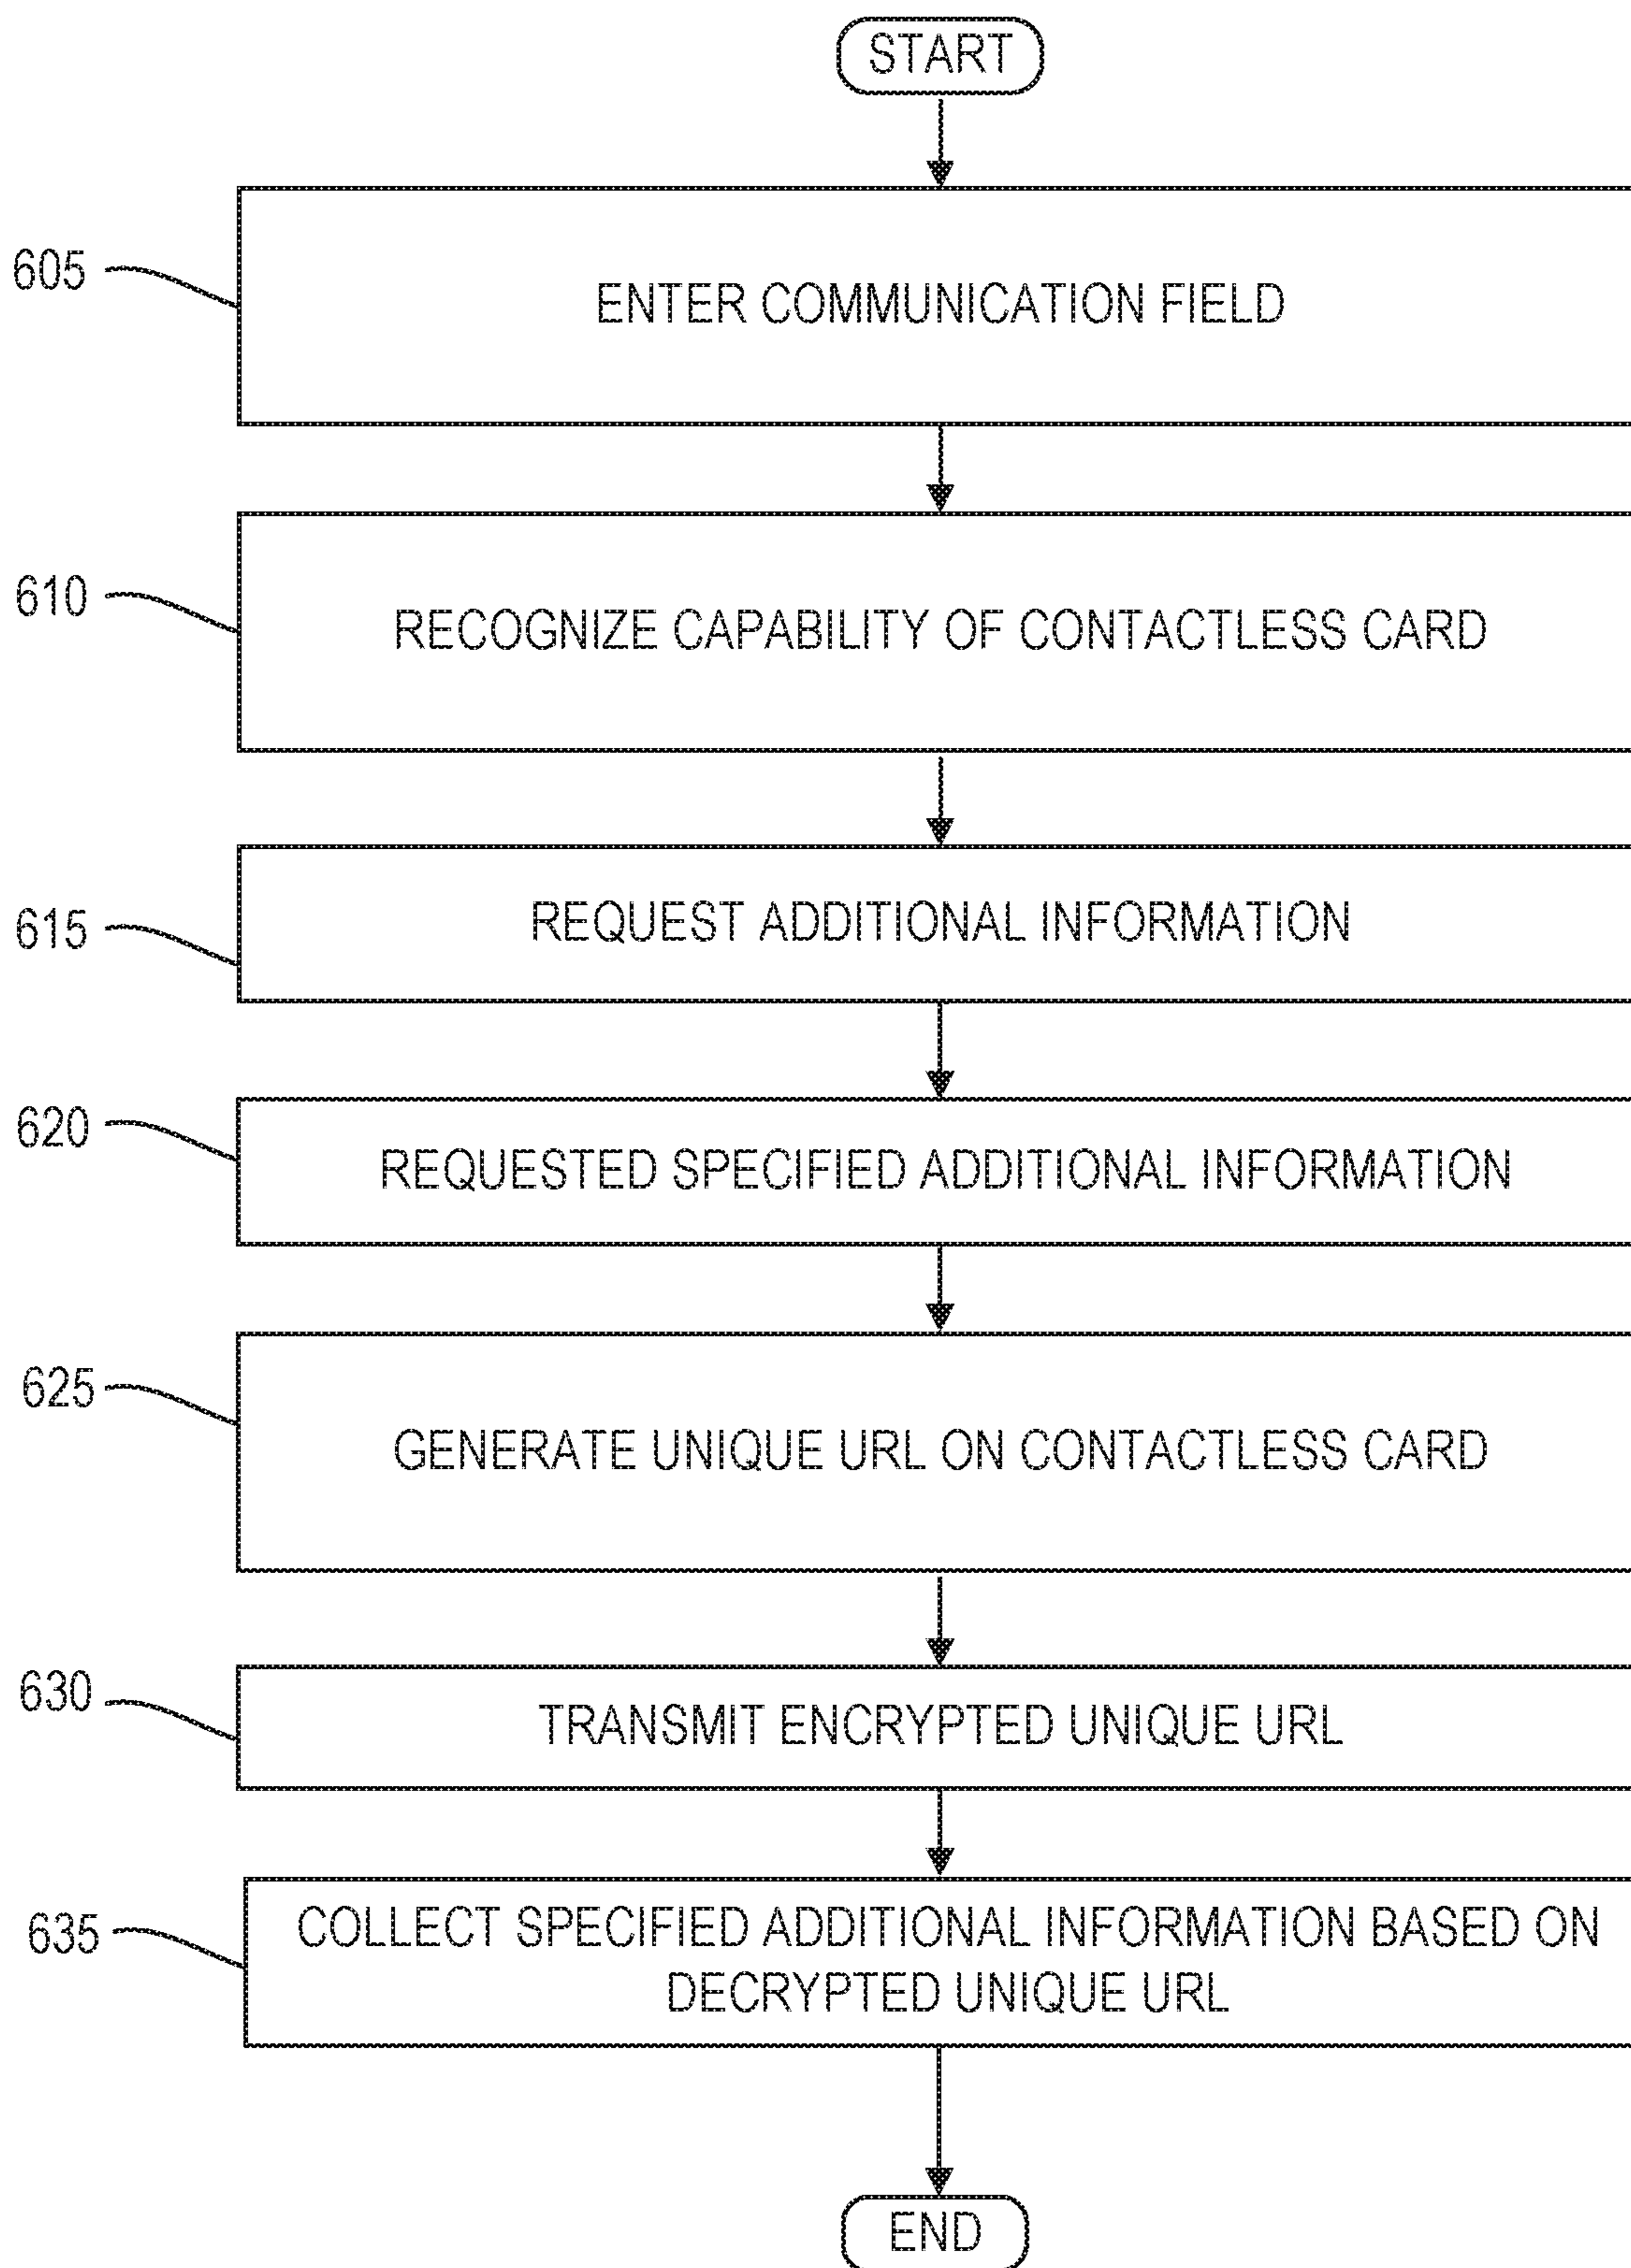 START
605
ENTER COMMUNICATION FIELD
610
RECOGNIZE CAPABILITY OF CONTACTLESS CARD
615
REQUEST ADDITIONAL INFORMATION
620
REQUESTED SPECIFIED ADDITIONAL INFORMATION
625
GENERATE UNIQUE URL ON CONTACTLESS CARD
630
TRANSMIT ENCRYPTED UNIQUE URL
635
COLLECT SPECIFIED ADDITIONAL INFORMATION BASED ON
DECRYPTED UNIQUE URL
END